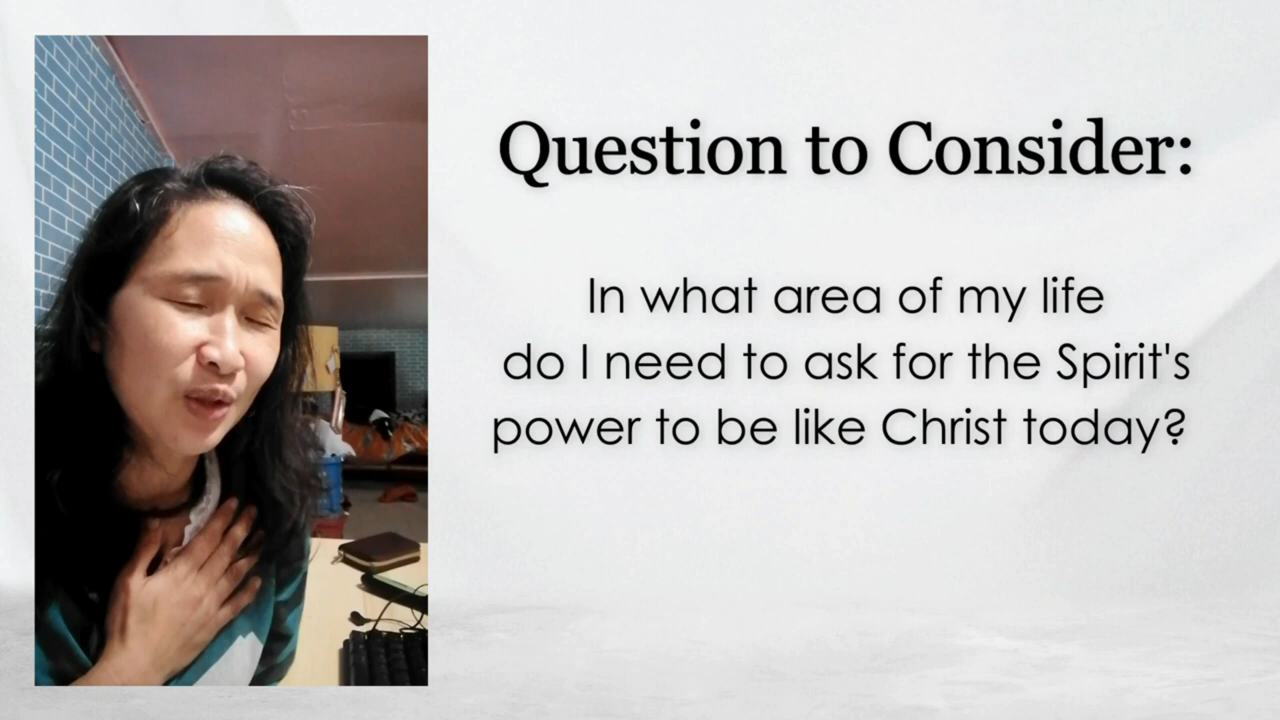 Question to Consider:
In what area of my life
do I need to ask for the Spirit's
power to be like Christ today?